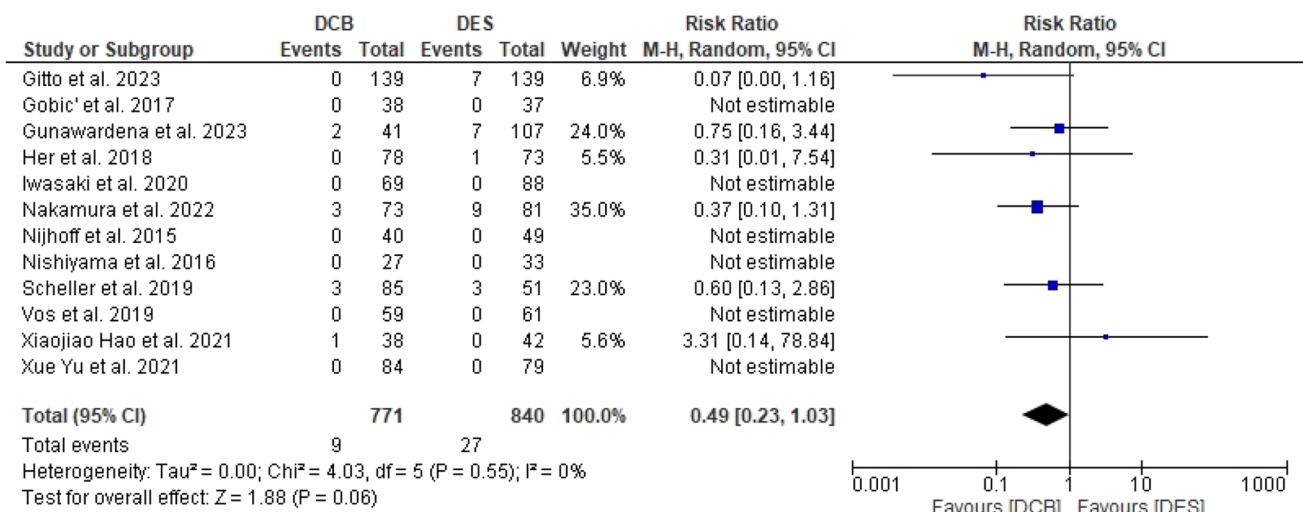 DCB DES Risk Ratio Risk Ratio
Study or Subgroup Events Total Events Total Weight M-H, Random, 95% CI M-H, Random, 95% CI
Gitto et al. 2023 0 139 7 139 6.9% 0.07 [0.00, 1.16]
Gobic' et al. 2017 0 38 0 37 Not estimable
Gunawardena et al. 2023 2 41 7 107 24.0% 0.75 [0.16, 3.44]
Her et al. 2018 0 78 1 73 5.5% 0.31 [0.01, 7.54]
Iwasaki et al. 2020 0 69 0 88 Not estimable
Nakamura et al. 2022 3 73 9 81 35.0% 0.37 [0.10, 1.31]
Nijhoff et al. 2015 0 40 0 49 Not estimable
Nishiyama et al. 2016 0 27 0 33 Not estimable
Scheller et al. 2019 3 85 3 51 23.0% 0.60 [0.13, 2.86]
Vos et al. 2019 0 59 0 61 Not estimable
Xiaojiao Hao et al. 2021 1 38 0 42 5.6% 3.31 [0.14, 78.84]
Xue Yu et al. 2021 0 84 0 79 Not estimable
Total (95% CI) 771 840 100.0% 0.49 [0.23, 1.03]
Total events 9 27
Heterogeneity: Tau² = 0.00; Chi² = 4.03, df = 5 (P = 0.55); I² = 0%
Test for overall effect: Z = 1.88 (P = 0.06)
0.001 0.1 1 10 1000
Favours [DCB] Favours [DES]